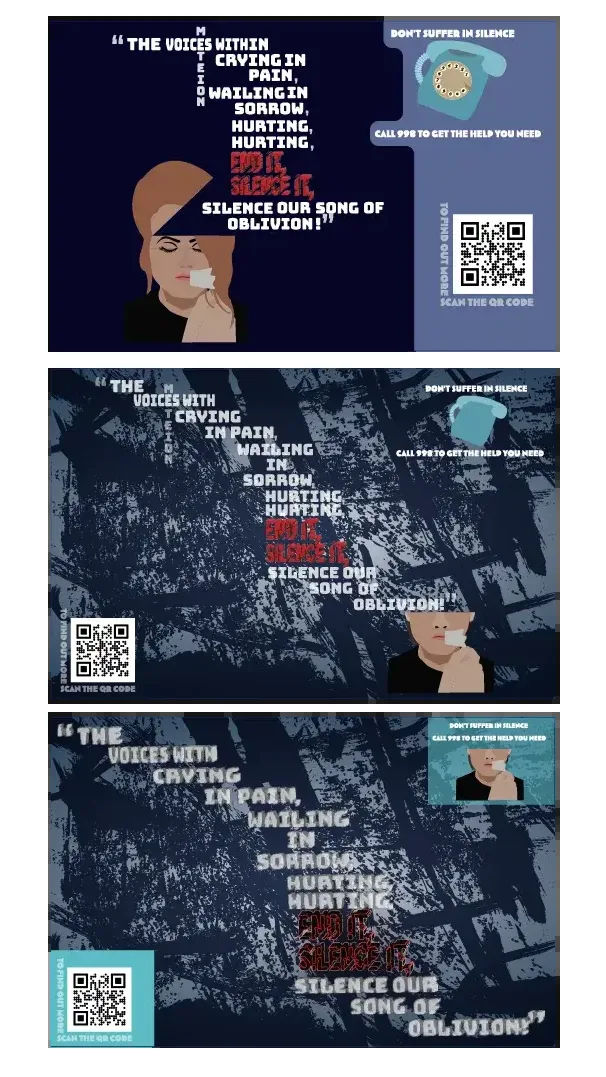 METEION
“THE VOICES WITHIN
CRYING IN
PAIN,
WAILING IN
SORROW,
HURTING,
HURTING,
END IT,
SILENCE IT,
SILENCE OUR SONG OF
OBLIVION!”
DON'T SUFFER IN SILENCE
CALL 998 TO GET THE HELP YOU NEED
TO FIND OUT MORE
SCAN THE QR CODE
“THE
VOICES WITH
METEION
CRYING
IN PAIN,
WAILING
IN
SORROW,
HURTING
HURTING
END IT,
SILENCE IT,
SILENCE OUR
SONG OF
OBLIVION!”
DON'T SUFFER IN SILENCE
CALL 998 TO GET THE HELP YOU NEED
TO FIND OUT MORE
SCAN THE QR CODE
“THE
VOICES WITH
CRYING
IN PAIN,
WAILING
IN
SORROW,
HURTING,
HURTING,
END IT,
SILENCE IT,
SILENCE OUR
SONG OF
OBLIVION!”
DON'T SUFFER IN SILENCE
CALL 998 TO GET THE HELP YOU NEED
TO FIND OUT MORE
SCAN THE QR CODE